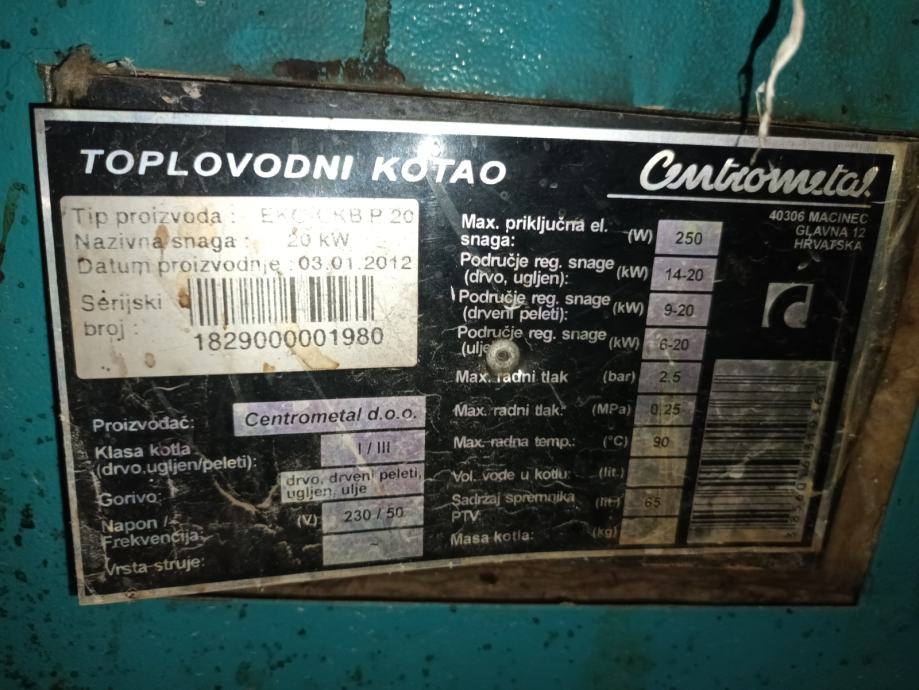 TOPLOVODNI KOTAO
Centrometal
40306 MACINEC
GLAVNA 12
HRVATSKA
Tip proizvoda : EKO-CKB P 20
Nazivna snaga : 20 kW
Datum proizvodnje : 03.01.2012
Serijski
broj :
1829000001980
Proizvođač: Centrometal d.o.o.
Klasa kotla
(drvo,ugljen/peleti): I / III
Gorivo: drvo, drveni peleti,
ugljen, ulje
Napon /
Frekvencija: (V) 230 / 50
Vrsta struje: ~
Max. priključna el.
snaga: (W) 250
Područje reg. snage
(drvo, ugljen): (kW) 14-20
Područje reg. snage
(drveni peleti): (kW) 9-20
Područje reg. snage
(kW) 6-20
Max. radni tlak (bar) 2,5
Max. radni tlak: (MPa) 0,25
Max. radna temp.: (°C) 90
Vol. vode u kotlu: (lit.)
Sadržaj spremnika
PTV: (lit.) 65
Masa kotla: (kg)